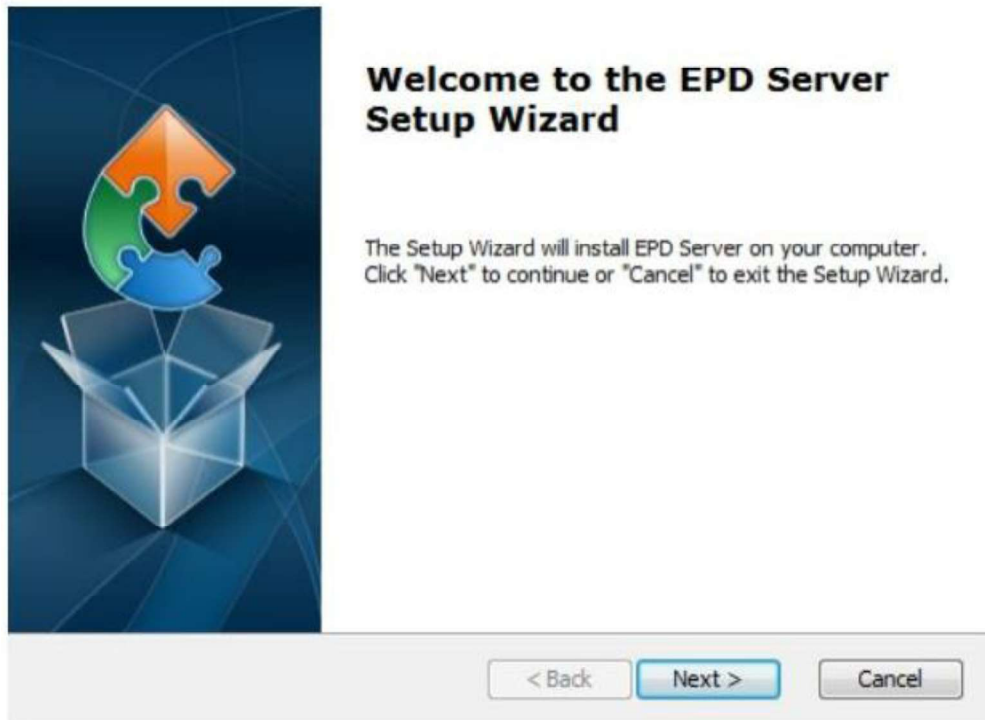 Welcome to the EPD Server
Setup Wizard
The Setup Wizard will install EPD Server on your computer.
Click "Next" to continue or "Cancel" to exit the Setup Wizard.
< Back
Next >
Cancel